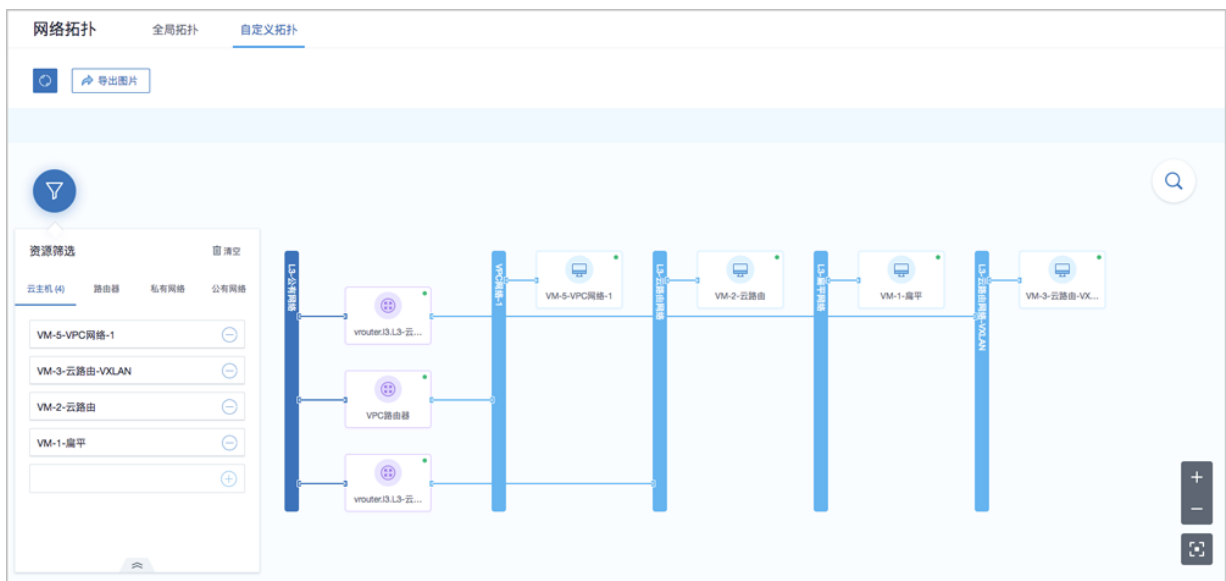 网络拓扑 全局拓扑 自定义拓扑
导出图片
资源筛选 清空
云主机 (4) 路由器 私有网络 公有网络
VM-5-VPC网络-1
VM-3-云路由-VXLAN
VM-2-云路由
VM-1-扁平
L3-公有网络
vrouter.l3.L3-云...
VPC路由器
vrouter.l3.L3-云...
VPC网络-1
VM-5-VPC网络-1
L3-云路由网络
VM-2-云路由
L3-扁平网络
VM-1-扁平
L3-云路由网络-VXLAN
VM-3-云路由-VX...